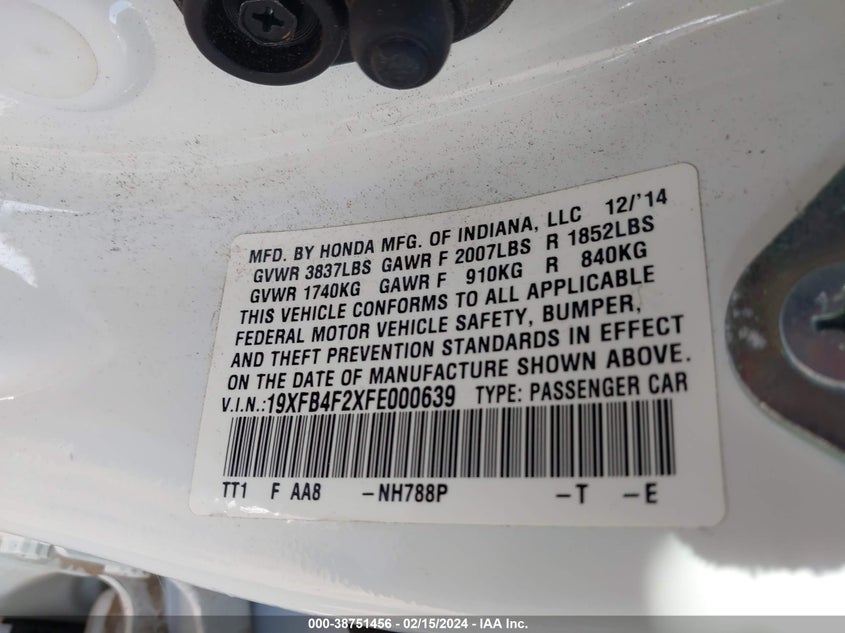 MFD. BY HONDA MFG. OF INDIANA, LLC 12/'14
GVWR 3837LBS GAWR F 2007LBS R 1852LBS
GVWR 1740KG GAWR F 910KG R 840KG
THIS VEHICLE CONFORMS TO ALL APPLICABLE
FEDERAL MOTOR VEHICLE SAFETY, BUMPER,
AND THEFT PREVENTION STANDARDS IN EFFECT
ON THE DATE OF MANUFACTURE SHOWN ABOVE.
V.I.N.:19XFB4F2XFE000639 TYPE: PASSENGER CAR
TT1 F AA8 -NH788P -T -E
000-38751456 - 02/15/2024 - IAA Inc.